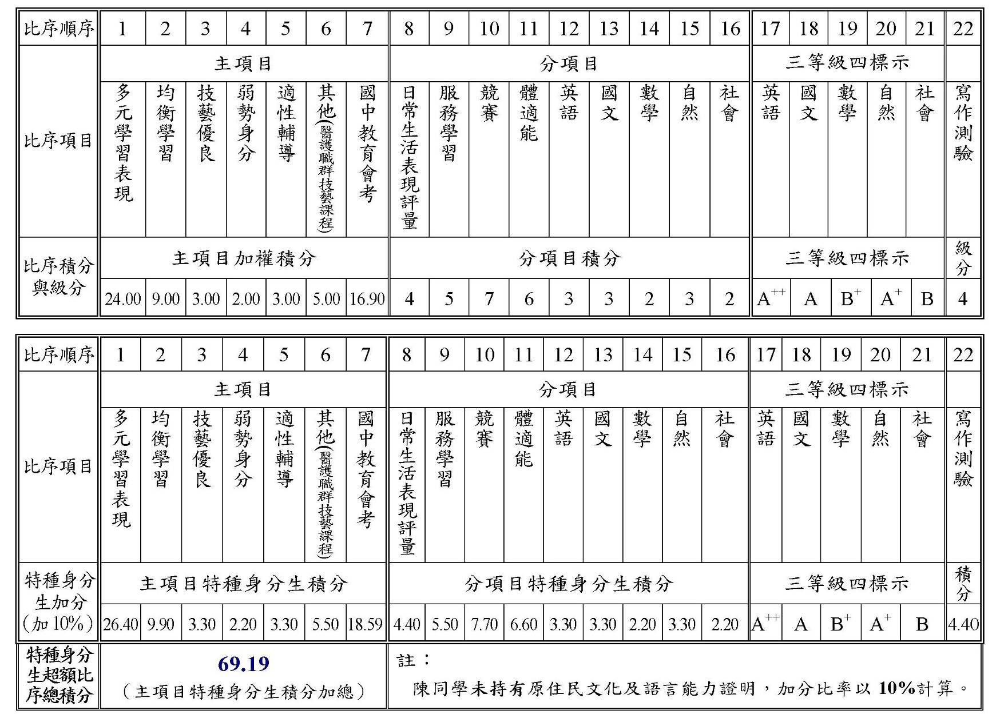 比序順序 1 2 3 4 5 6 7 8 9 10 11 12 13 14 15 16 17 18 19 20 21 22
比序項目 主項目 分項目 三等級四標示
多元學習表現 均衡學習 技藝優良 弱勢身分 適性輔導 其他(醫護職群技藝課程) 國中教育會考 日常生活表現評量 服務學習 競賽 體適能 英語 國文 數學 自然 社會 英語 國文 數學 自然 社會 寫作測驗
比序積分與級分 主項目加權積分 分項目積分 三等級四標示 級分
24.00 9.00 3.00 2.00 3.00 5.00 16.90 4 5 7 6 3 3 2 3 2 A++ A B+ A+ B 4
比序順序 1 2 3 4 5 6 7 8 9 10 11 12 13 14 15 16 17 18 19 20 21 22
比序項目 主項目 分項目 三等級四標示
多元學習表現 均衡學習 技藝優良 弱勢身分 適性輔導 其他(醫護職群技藝課程) 國中教育會考 日常生活表現評量 服務學習 競賽 體適能 英語 國文 數學 自然 社會 英語 國文 數學 自然 社會 寫作測驗
特種身分生加分(加10%) 主項目特種身分生積分 分項目特種身分生積分 三等級四標示 積分
26.40 9.90 3.30 2.20 3.30 5.50 18.59 4.40 5.50 7.70 6.60 3.30 3.30 2.20 3.30 2.20 A++ A B+ A+ B 4.40
特種身分生超額比序總積分
69.19
（主項目特種身分生積分加總）
註：
陳同學未持有原住民文化及語言能力證明，加分比率以10%計算。